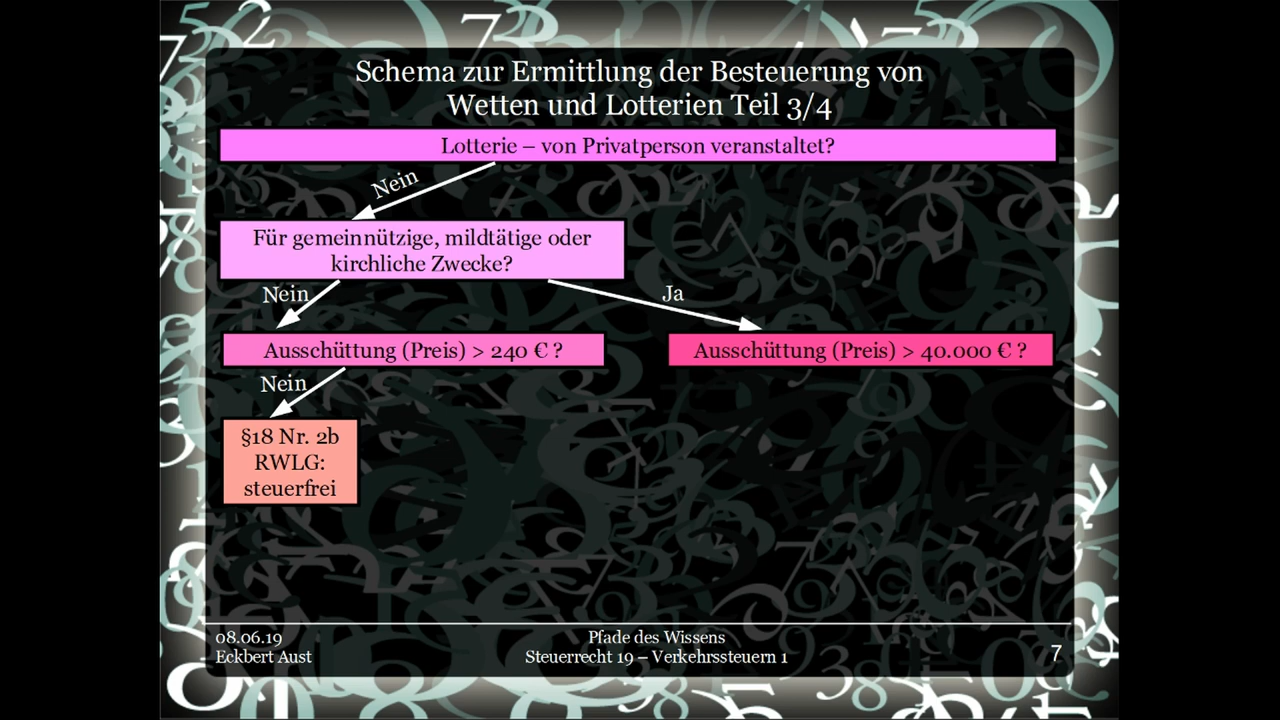 Schema zur Ermittlung der Besteuerung von
Wetten und Lotterien Teil 3/4
Lotterie – von Privatperson veranstaltet?
Nein
Für gemeinnützige, mildtätige oder
kirchliche Zwecke?
Nein
Ja
Ausschüttung (Preis) > 240 € ?
Ausschüttung (Preis) > 40.000 € ?
Nein
§18 Nr. 2b
RWLG:
steuerfrei
08.06.19
Eckbert Aust
Pfade des Wissens
Steuerrecht 19 – Verkehrssteuern 1
7